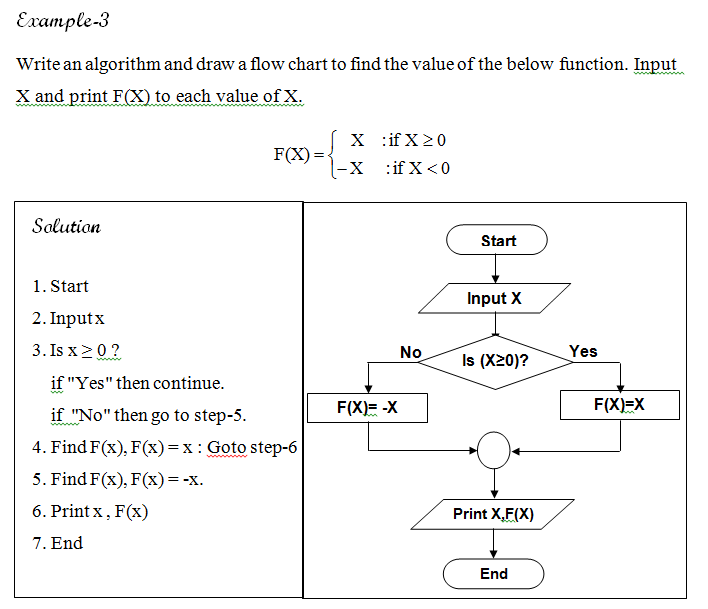 Example-3
Write an algorithm and draw a flow chart to find the value of the below function. Input
X and print F(X) to each value of X.
F(X) = { X : if X ≥ 0
−X : if X < 0
Solution
1. Start
2. Input x
3. Is x ≥ 0 ?
if "Yes" then continue.
if "No" then go to step-5.
4. Find F(x), F(x) = x : Goto step-6
5. Find F(x), F(x) = -x.
6. Print x , F(x)
7. End
Start
Input X
Is (X≥0)?
No
Yes
F(X)= -X
F(X)=X
Print X,F(X)
End